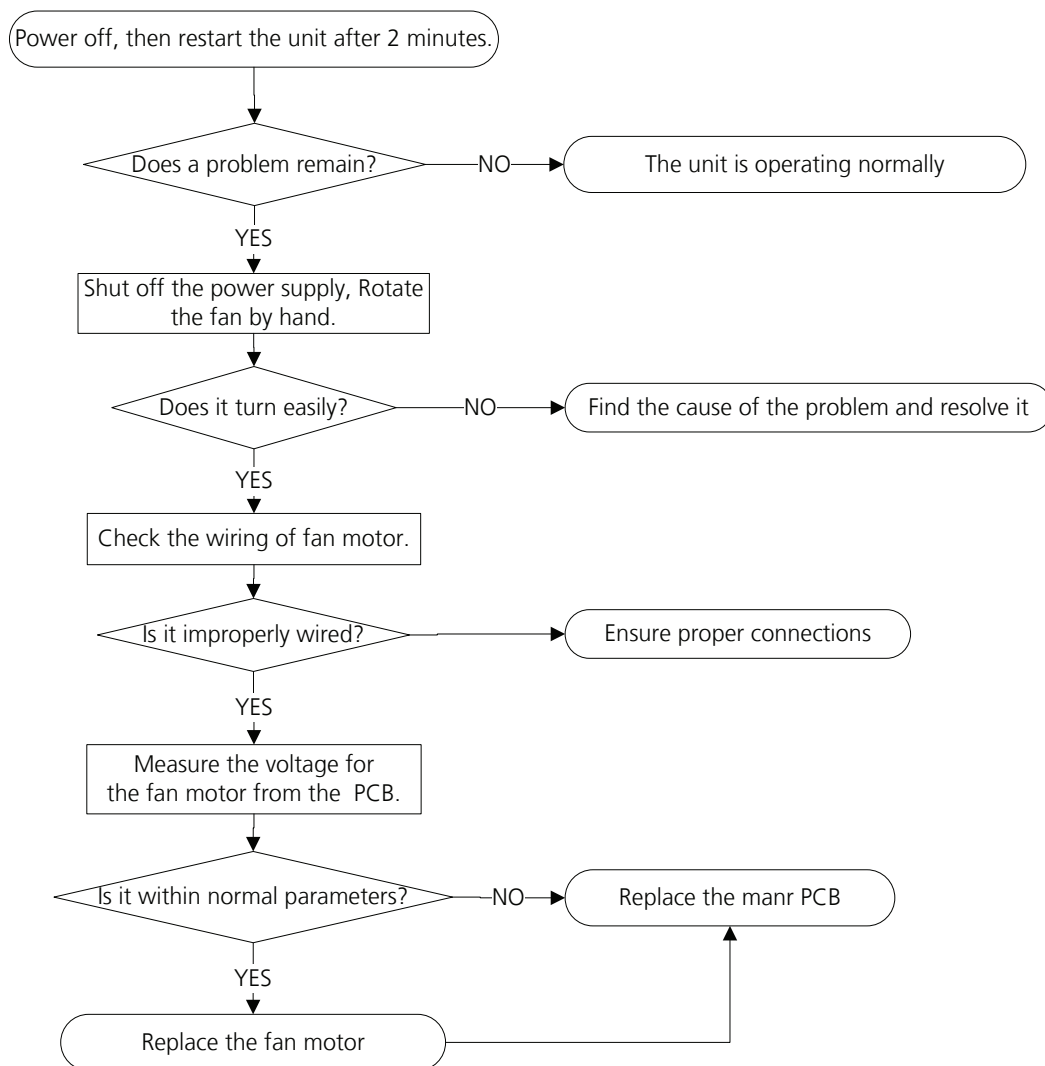 Power off, then restart the unit after 2 minutes.
Does a problem remain?
NO
The unit is operating normally
YES
Shut off the power supply, Rotate
the fan by hand.
Does it turn easily?
NO
Find the cause of the problem and resolve it
YES
Check the wiring of fan motor.
Is it improperly wired?
Ensure proper connections
YES
Measure the voltage for
the fan motor from the PCB.
Is it within normal parameters?
NO
Replace the manr PCB
YES
Replace the fan motor